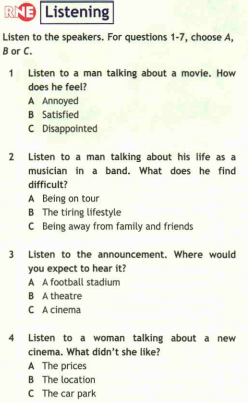 RNE Listening
Listen to the speakers. For questions 1-7, choose A,
B or C.
1 Listen to a man talking about a movie. How
does he feel?
A Annoyed
B Satisfied
C Disappointed
2 Listen to a man talking about his life as a
musician in a band. What does he find
difficult?
A Being on tour
B The tiring lifestyle
C Being away from family and friends
3 Listen to the announcement. Where would
you expect to hear it?
A A football stadium
B A theatre
C A cinema
4 Listen to a woman talking about a new
cinema. What didn't she like?
A The prices
B The location
C The car park